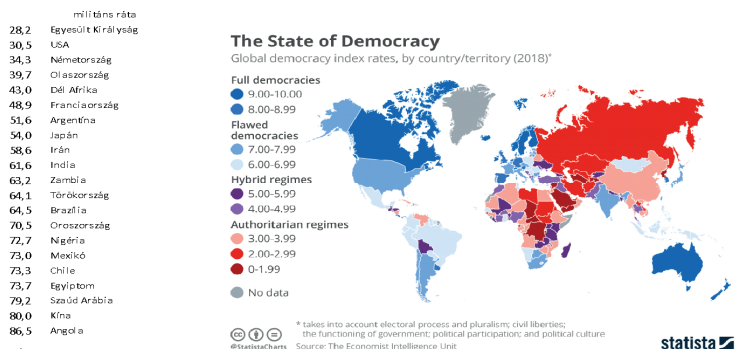 militáns ráta
28,2 Egyesült Királyság
30,5 USA
34,3 Németország
39,7 Olaszország
43,0 Dél Afrika
48,9 Franciaország
51,6 Argentína
54,0 Japán
58,6 Irán
61,6 India
63,2 Zambia
64,1 Törökország
64,5 Brazília
70,5 Oroszország
72,7 Nigéria
73,0 Mexikó
73,3 Chile
73,7 Egyiptom
79,2 Szaúd Arábia
80,0 Kína
86,5 Angola
The State of Democracy
Global democracy index rates, by country/territory (2018)*
Full democracies
9.00-10.00
8.00-8.99
Flawed
democracies
7.00-7.99
6.00-6.99
Hybrid regimes
5.00-5.99
4.00-4.99
Authoritarian regimes
3.00-3.99
2.00-2.99
0-1.99
No data
* takes into account electoral process and pluralism; civil liberties;
the functioning of government; political participation; and political culture
@StatistaCharts Source: The Economist Intelligence Unit
statista